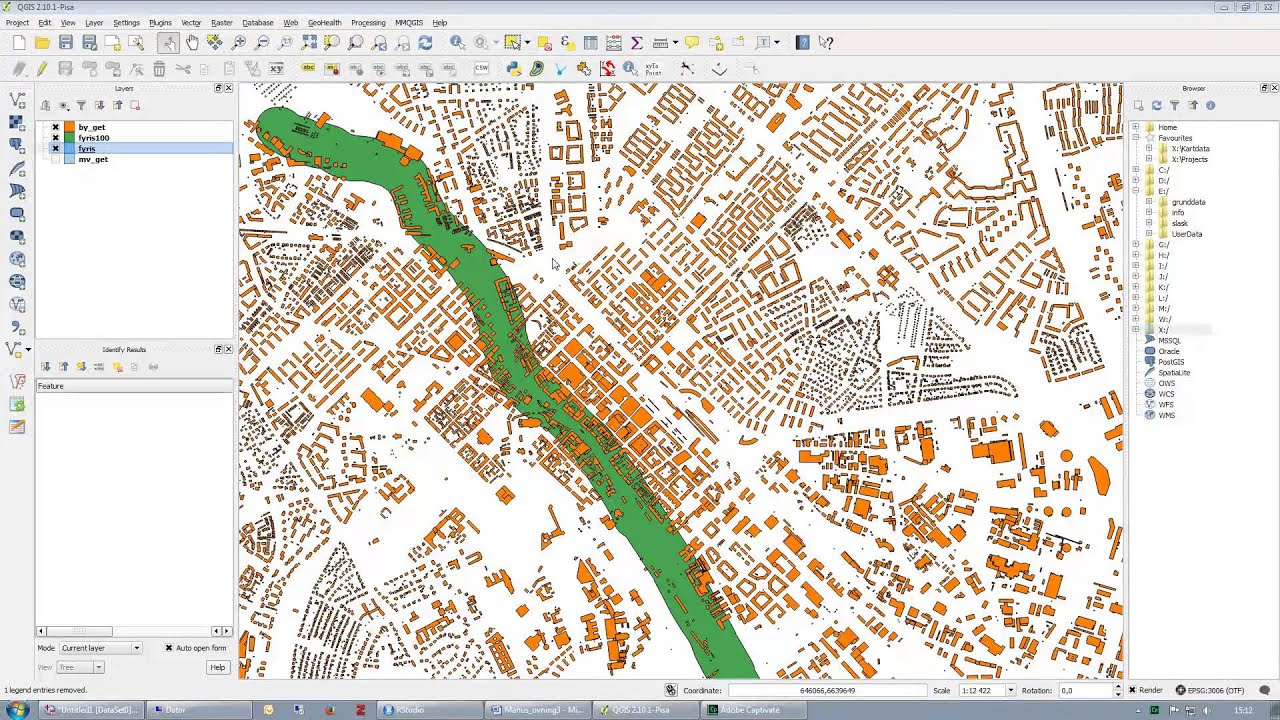 QGIS 2.10.1-Pisa
Project Edit View Layer Settings Plugins Vector Raster Database Web GeoHealth Processing MMQGIS Help
CSW
xyTo
Point
Layers
Browser
by_get
fyris100
fyris
mv_get
Home
Favourites
X:\Kartdata
X:\Projects
C:/
D:/
E:/
grunddata
info
slask
UserData
G:/
H:/
I:/
J:/
K:/
L:/
M:/
W:/
X:/
MSSQL
Oracle
PostGIS
SpatiaLite
OWS
WCS
WFS
WMS
Identify Results
Feature
Mode Current layer Auto open form
View Tree Help
1 legend entries removed.
Coordinate: 646066,6639649 Scale 1:12 422 Rotation: 0,0 Render EPSG:3006 (OTF)
*Untitled1 [DataSet0]... Dator RStudio Manus_ovning3 - Mi... QGIS 2.10.1-Pisa Adobe Captivate 15:12